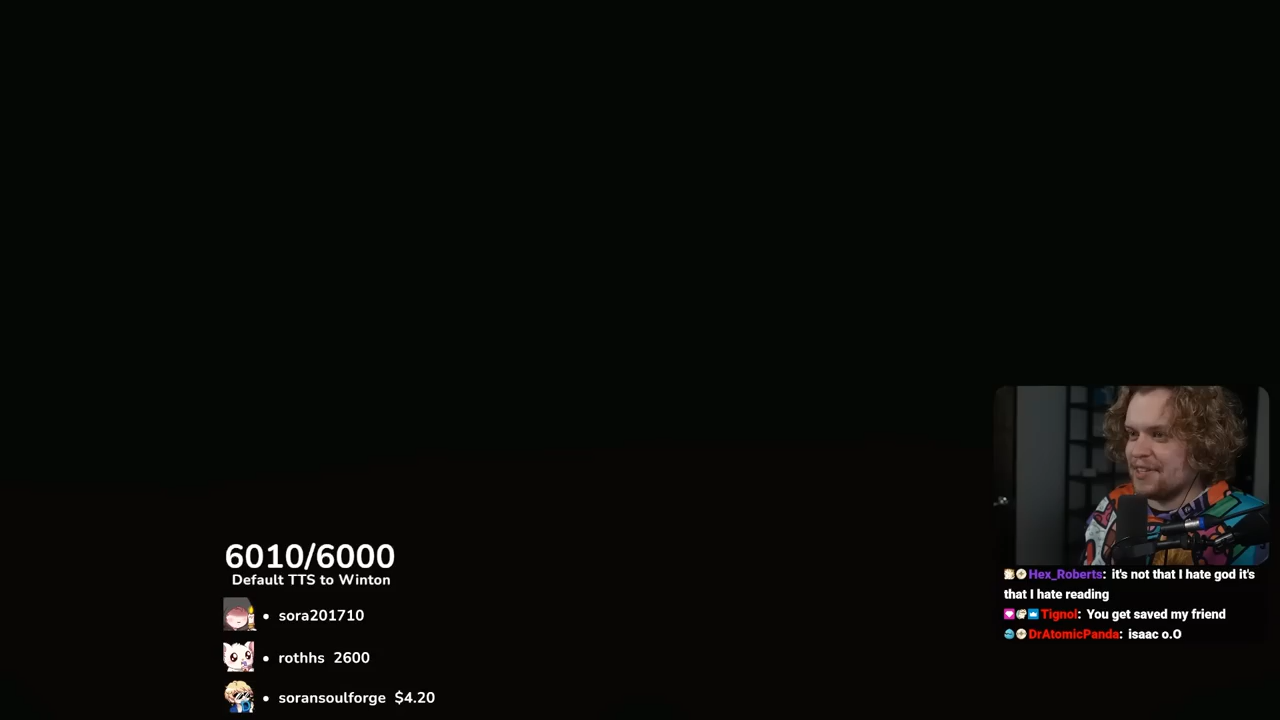 6010/6000
Default TTS to Winton
• sora201710
• rothhs 2600
• soransoulforge $4.20
Hex_Roberts: it's not that I hate god it's
that I hate reading
Tignol: You get saved my friend
DrAtomicPanda: isaac o.O